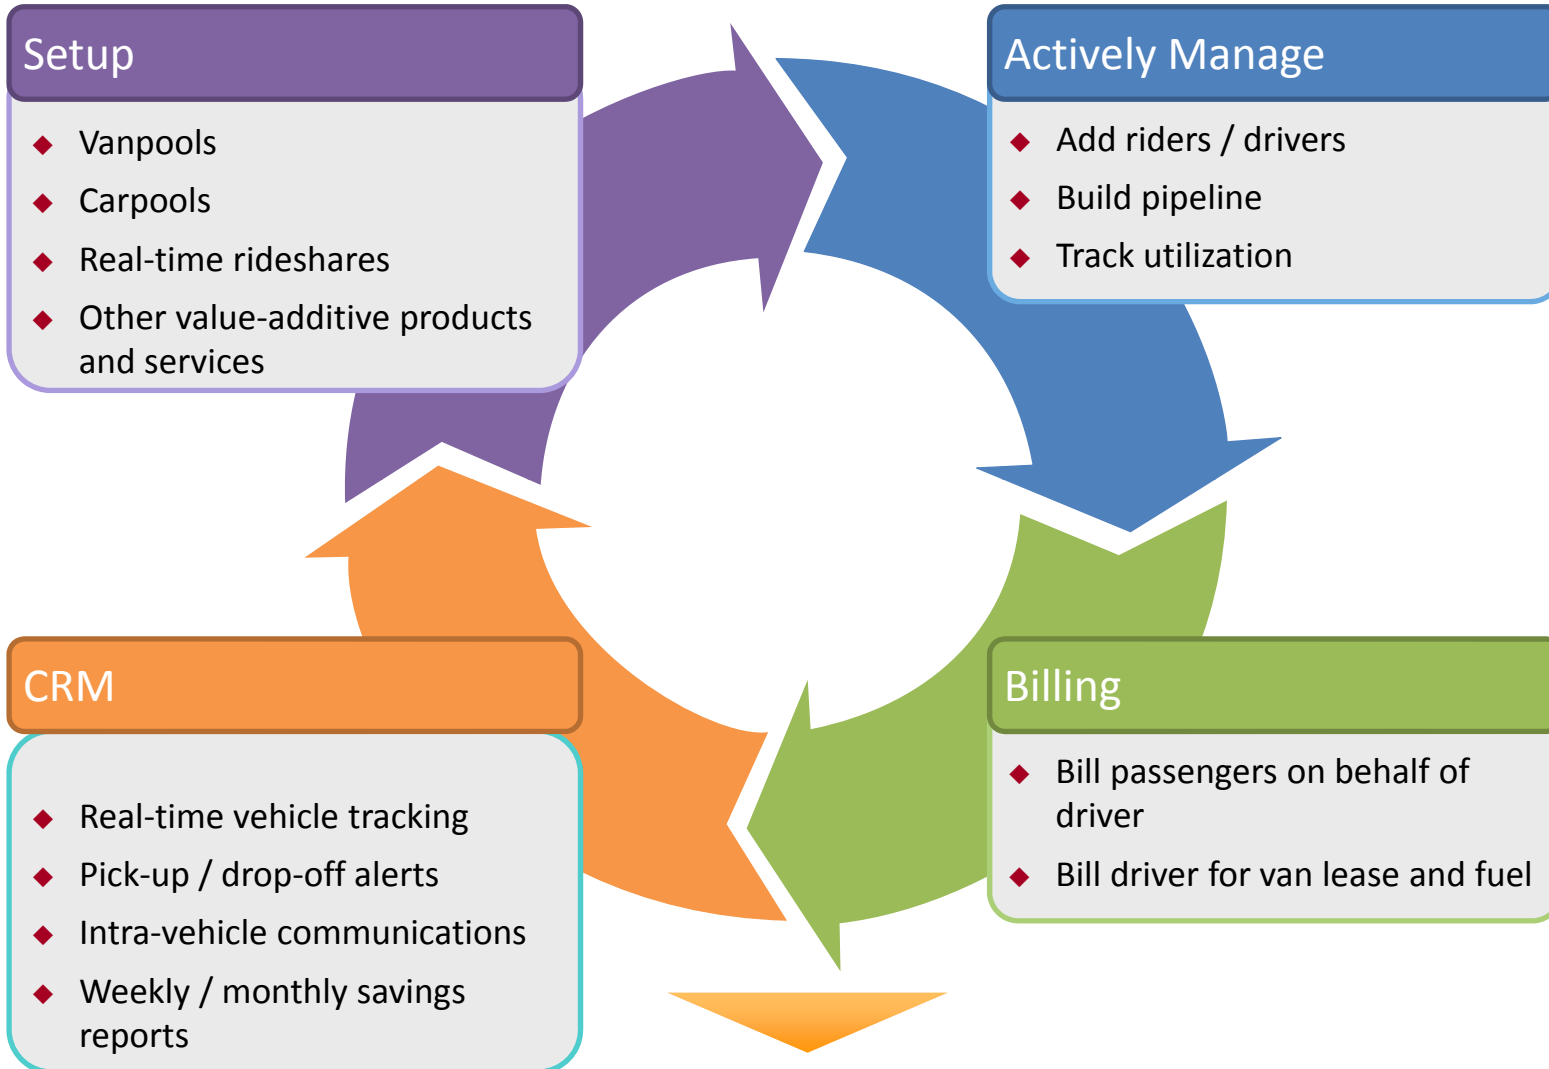 Setup
Vanpools
Carpools
Real-time rideshares
Other value-additive products
and services
Actively Manage
Add riders / drivers
Build pipeline
Track utilization
CRM
Real-time vehicle tracking
Pick-up / drop-off alerts
Intra-vehicle communications
Weekly / monthly savings
reports
Billing
Bill passengers on behalf of
driver
Bill driver for van lease and fuel